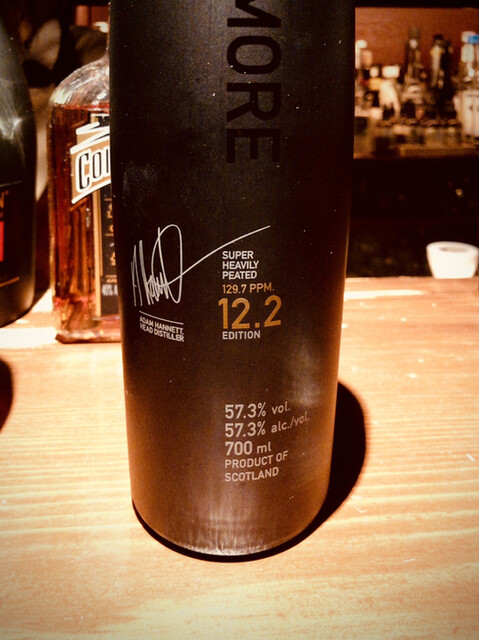 MORE
SUPER
HEAVILY
PEATED
129.7 PPM.
12.2
EDITION
ADAM HANNETT,
HEAD DISTILLER
57.3% vol.
57.3% alc./vol.
700 ml
PRODUCT OF
SCOTLAND
CO